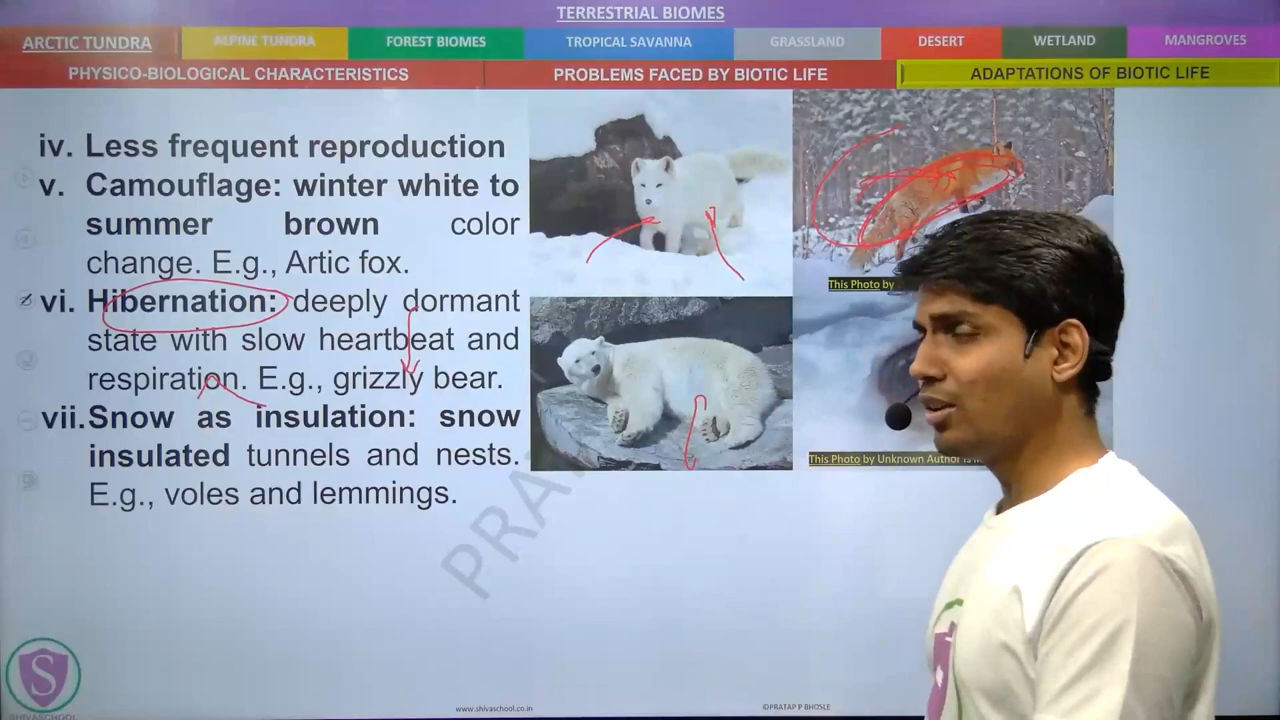 TERRESTRIAL BIOMES
ARCTIC TUNDRA
ALPINE TUNDRA
FOREST BIOMES
TROPICAL SAVANNA
GRASSLAND
DESERT
WETLAND
MANGROVES
PHYSICO-BIOLOGICAL CHARACTERISTICS
PROBLEMS FACED BY BIOTIC LIFE
ADAPTATIONS OF BIOTIC LIFE
iv. Less frequent reproduction
v. Camouflage: winter white to
summer brown color
change. E.g., Artic fox.
vi. Hibernation: deeply dormant
state with slow heartbeat and
respiration. E.g., grizzly bear.
vii. Snow as insulation: snow
insulated tunnels and nests.
E.g., voles and lemmings.
This Photo by
This Photo by Unknown Author is
PRAT
S
SHIVASCHOOL
www.shivaschool.co.in
©PRATAP P BHOSLE